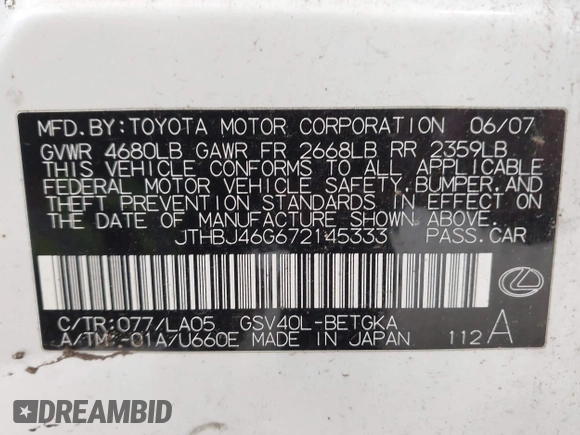 MFD.BY:TOYOTA MOTOR CORPORATION 06/07
GVWR 4680LB GAWR FR 2668LB RR 2359LB
THIS VEHICLE CONFORMS TO ALL APPLICABLE
FEDERAL MOTOR VEHICLE SAFETY,BUMPER,AND
THEFT PREVENTION STANDARDS IN EFFECT ON
THE DATE OF MANUFACTURE SHOWN ABOVE.
JTHBJ46G672145333 PASS.CAR
C/TR:077/LA05 GSV40L-BETGKA
A/TM: -01A/U660E MADE IN JAPAN 112 A
DREAMBID